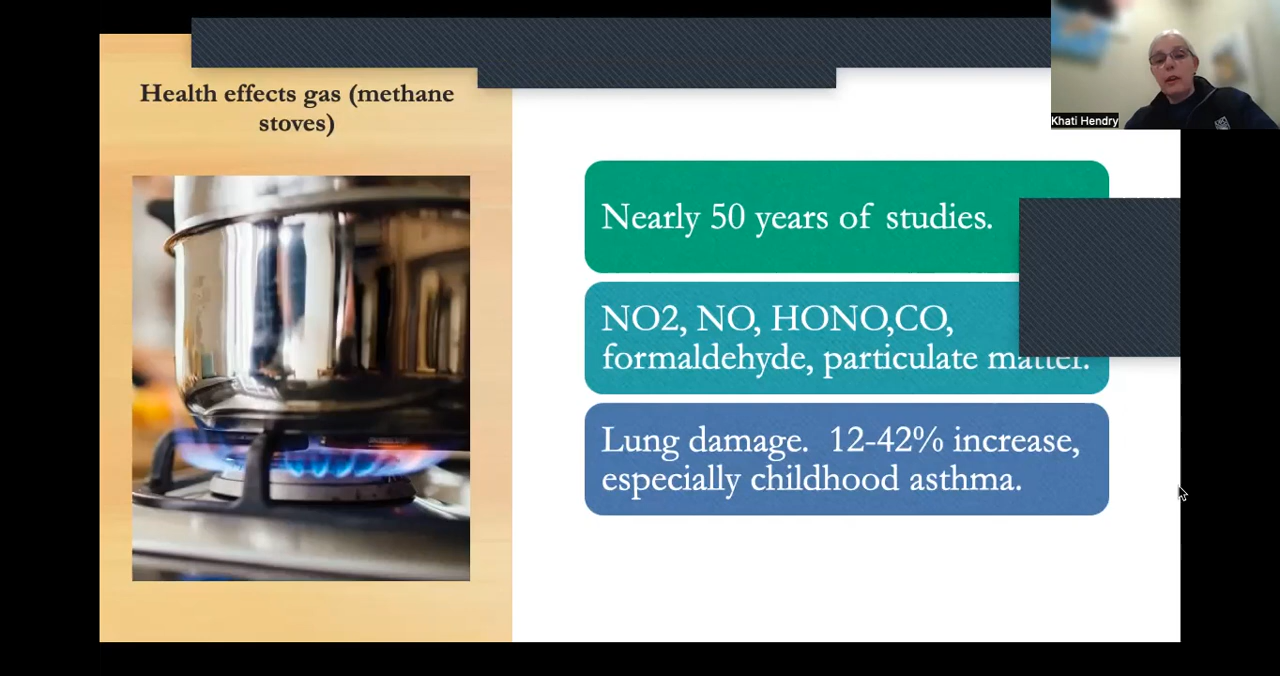 Health effects gas (methane
stoves)
Khati Hendry
Nearly 50 years of studies.
NO2, NO, HONO,CO,
formaldehyde, particulate matter.
Lung damage.  12-42% increase,
especially childhood asthma.